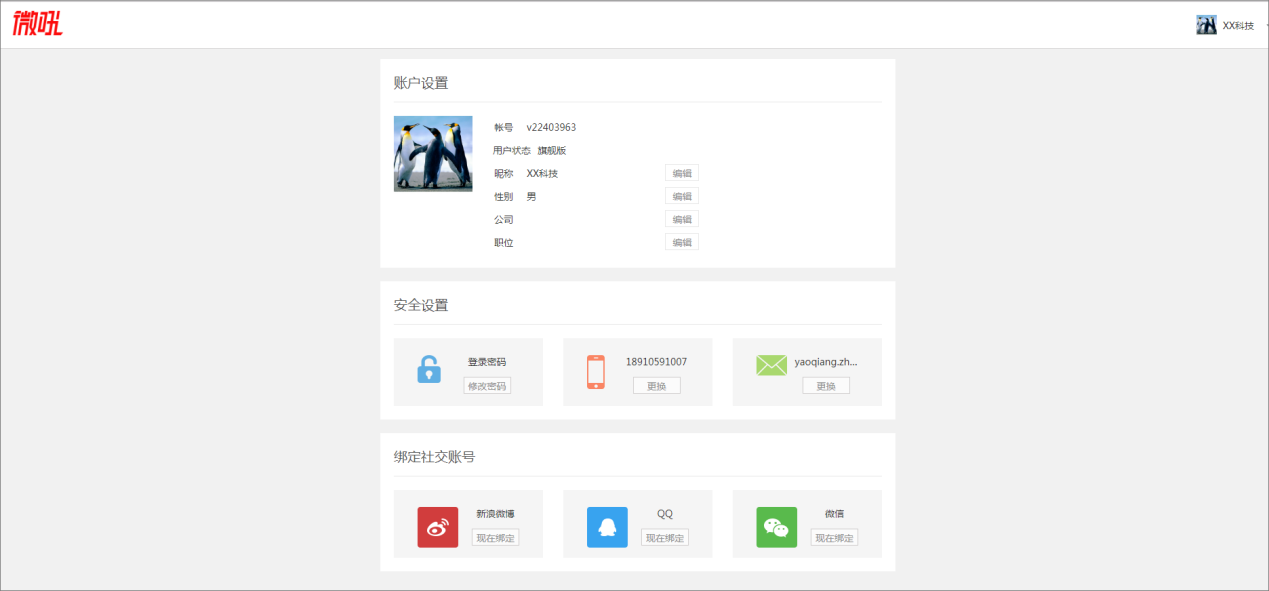 微吼
XX科技
账户设置
帐号 v22403963
用户状态 旗舰版
昵称 XX科技 编辑
性别 男 编辑
公司 编辑
职位 编辑
安全设置
登录密码 18910591007 yaoqiang.zh...
修改密码 更换 更换
绑定社交账号
新浪微博 QQ 微信
现在绑定 现在绑定 现在绑定